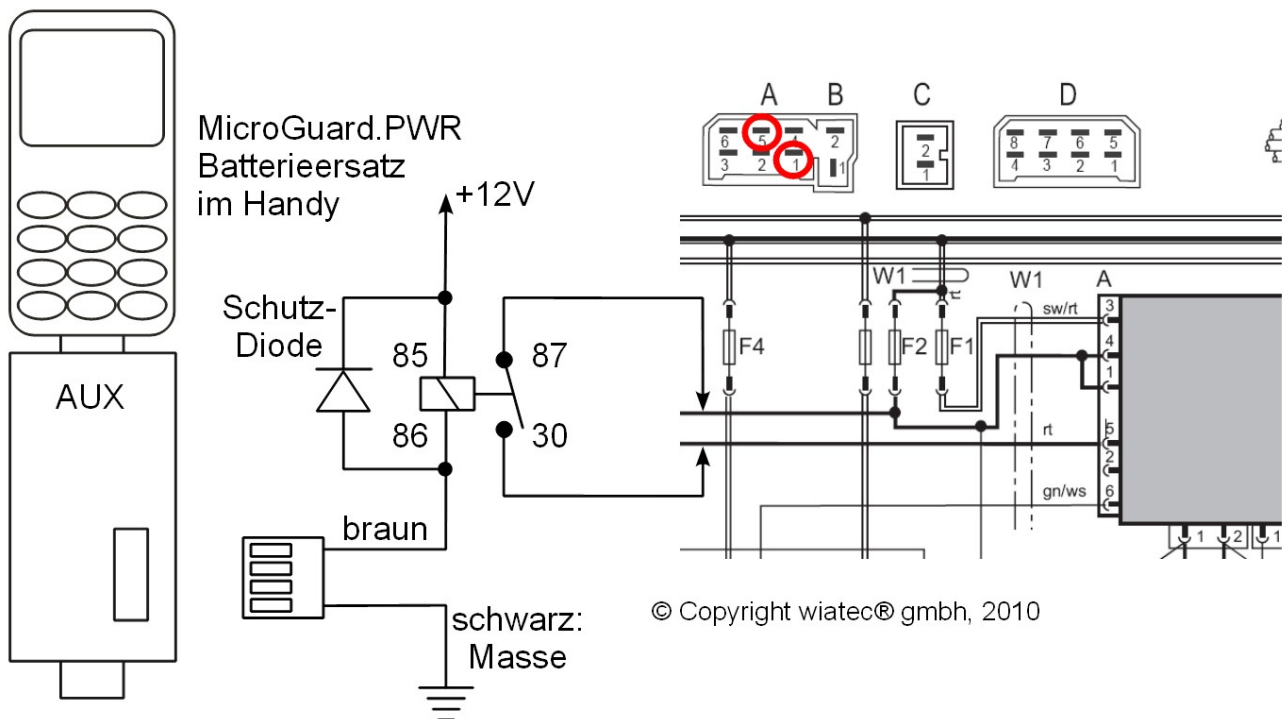 MicroGuard.PWR
Batterieersatz
im Handy
+12V
Schutz-
Diode
85
86
87
30
AUX
braun
schwarz:
Masse
A B C D
6 5 4 2
3 2 1 1
2
1
8 7 6 5
4 3 2 1
W1
rt
W1
A
F4
F2
F1
sw/rt
3
4
1
rt
5
2
gn/ws
6
1 2 1
© Copyright wiatec® gmbh, 2010